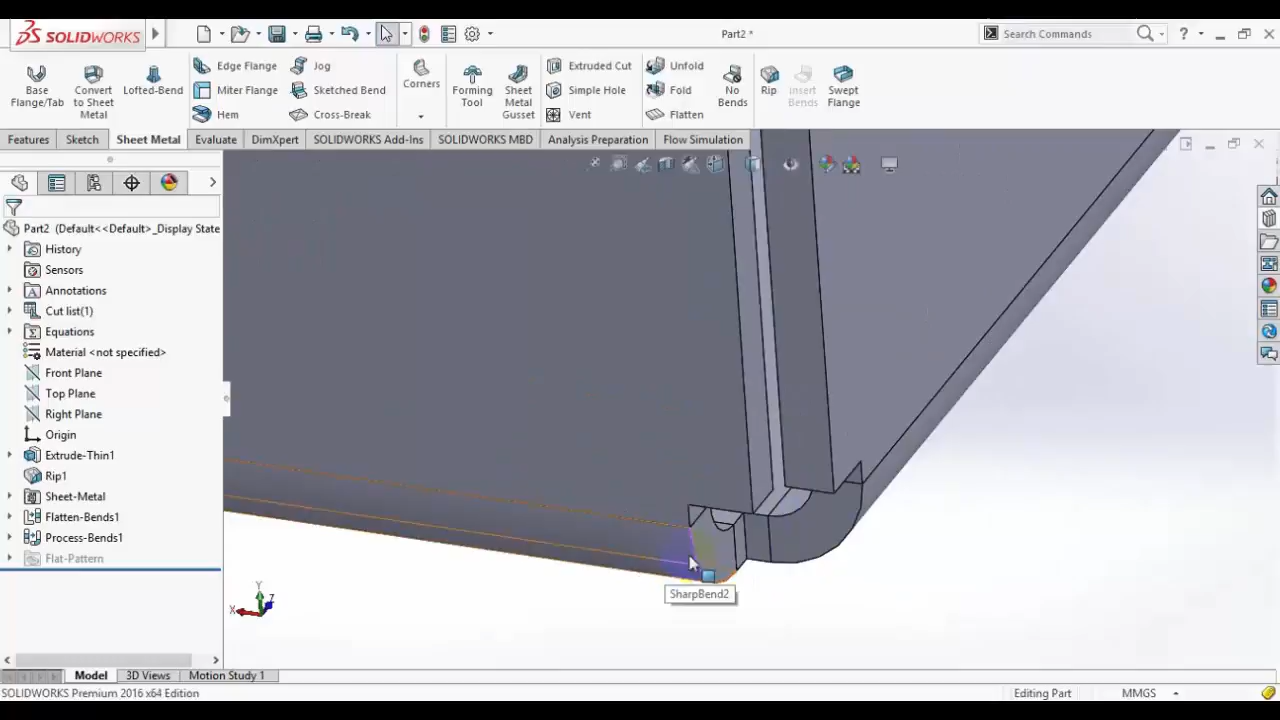 SOLIDWORKS
Part2 *
Search Commands
Base Flange/Tab
Convert to Sheet Metal
Lofted-Bend
Edge Flange
Miter Flange
Hem
Jog
Sketched Bend
Cross-Break
Corners
Forming Tool
Sheet Metal Gusset
Extruded Cut
Simple Hole
Vent
Unfold
Fold
Flatten
No Bends
Rip
Insert Bends
Swept Flange
Features
Sketch
Sheet Metal
Evaluate
DimXpert
SOLIDWORKS Add-Ins
SOLIDWORKS MBD
Analysis Preparation
Flow Simulation
Part2 (Default<<Default>_Display State
History
Sensors
Annotations
Cut list(1)
Equations
Material <not specified>
Front Plane
Top Plane
Right Plane
Origin
Extrude-Thin1
Rip1
Sheet-Metal
Flatten-Bends1
Process-Bends1
Flat-Pattern
SharpBend2
Y
X
Z
Model
3D Views
Motion Study 1
SOLIDWORKS Premium 2016 x64 Edition
Editing Part
MMGS